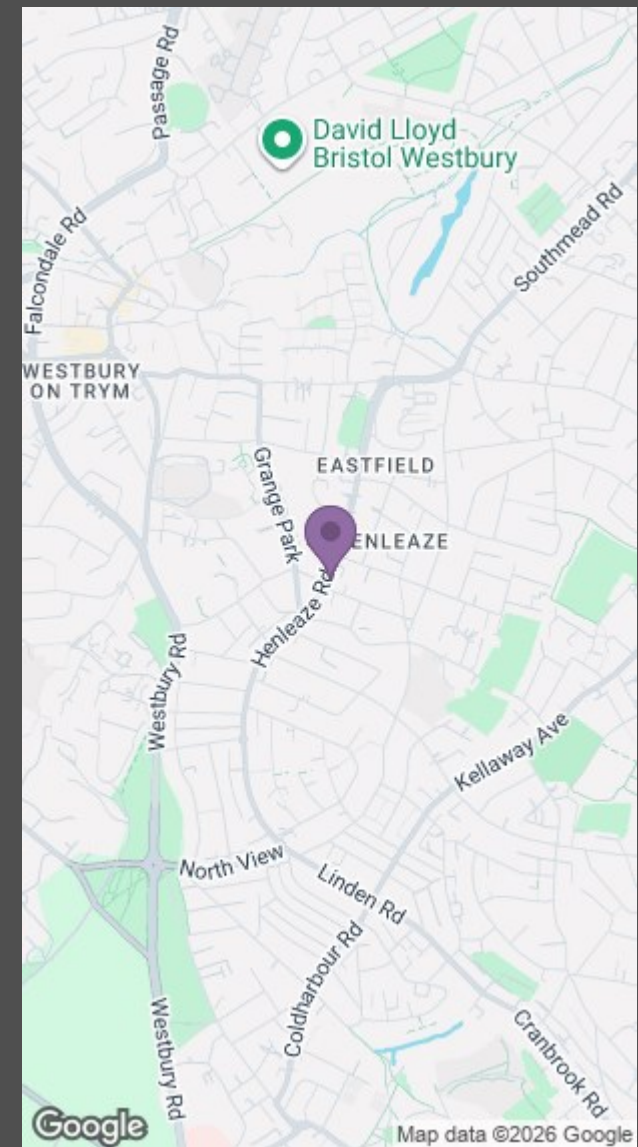 Passage Rd
David Lloyd
Bristol Westbury
Falcondale Rd
Southmead Rd
WESTBURY
ON TRYM
EASTFIELD
Grange Park
ENLEAZE
Henleaze Rd
Westbury Rd
Kellaway Ave
North View
Linden Rd
Coldharbour Rd
Westbury Rd
Cranbrook Rd
Google
Map data ©2026 Google